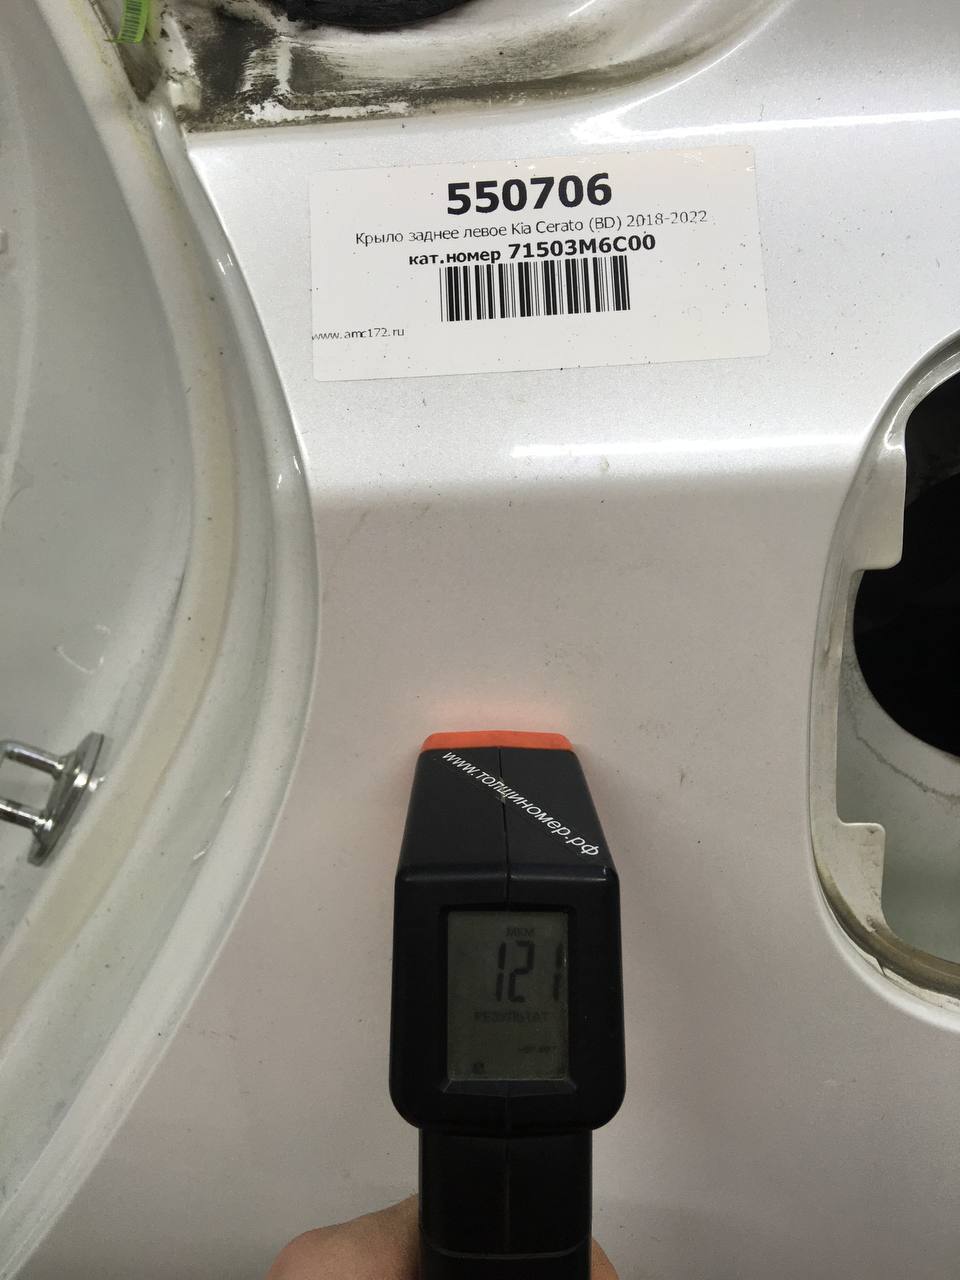 550706
Крыло заднее левое Kia Cerato (BD) 2018-2022
кат.номер 71503M6C00
www.amc172.ru
www.толщиномер.рф
МКМ
121
РЕЗУЛЬТАТ